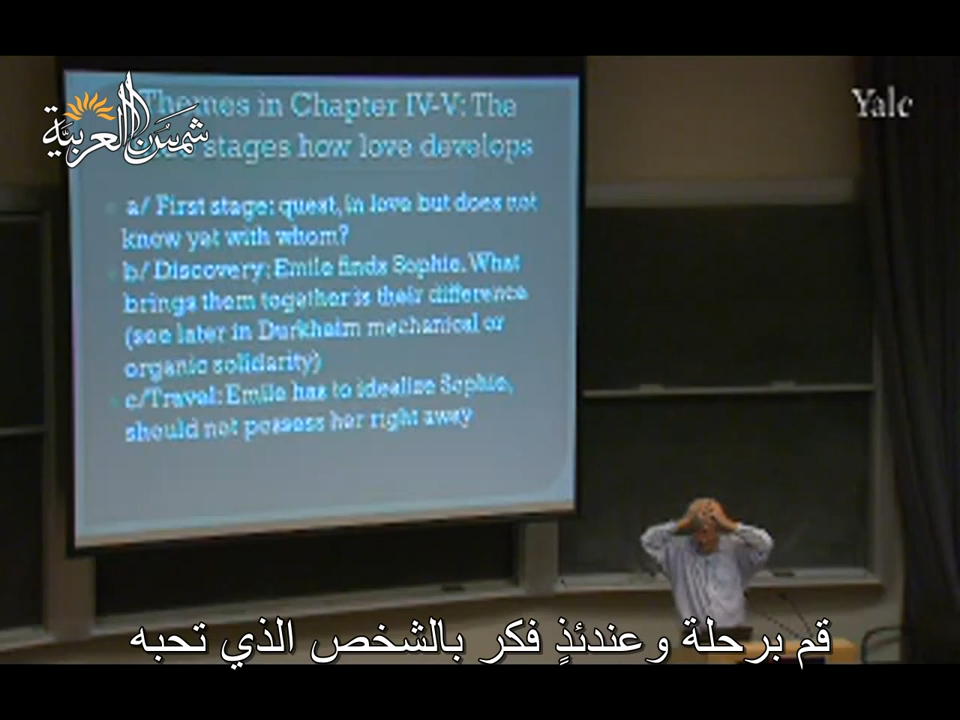 Yale
شمس العربية
Themes in Chapter IV-V: The
stages how love develops
a/ First stage: quest, in love but does not
know yet with whom?
b/ Discovery: Emile finds Sophie. What
brings them together is their difference
(see later in Durkheim mechanical or
organic solidarity)
c/Travel: Emile has to idealize Sophie,
should not possess her right away
قم برحلة وعندئذٍ فكر بالشخص الذي تحبه